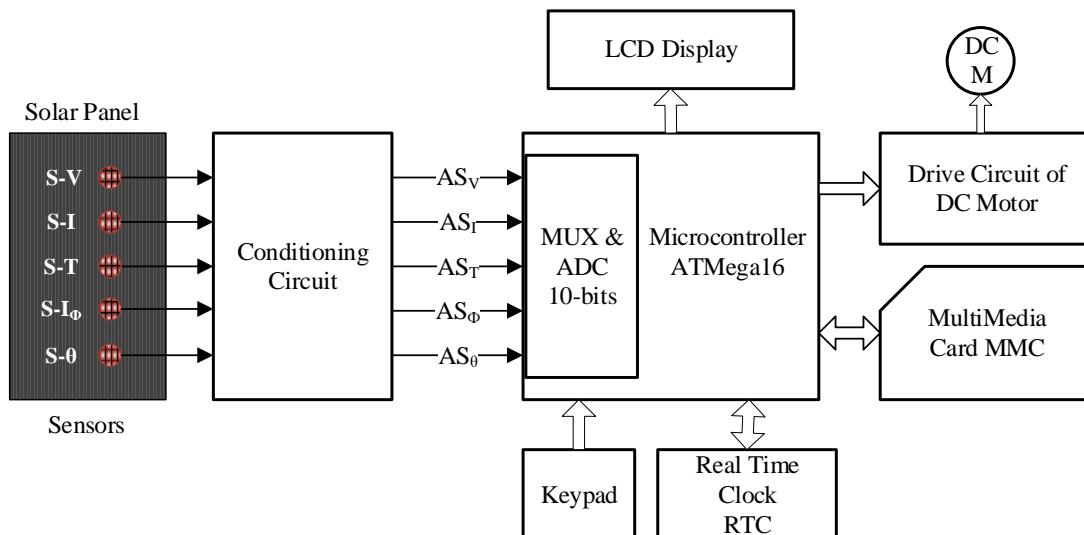 LCD Display
DC
M
Solar Panel
S-V
S-I
S-T
S-IΦ
S-θ
Sensors
Conditioning
Circuit
ASV
ASI
AST
ASΦ
ASθ
MUX &
ADC
10-bits
Microcontroller
ATMega16
Drive Circuit of
DC Motor
MultiMedia
Card MMC
Keypad
Real Time
Clock
RTC